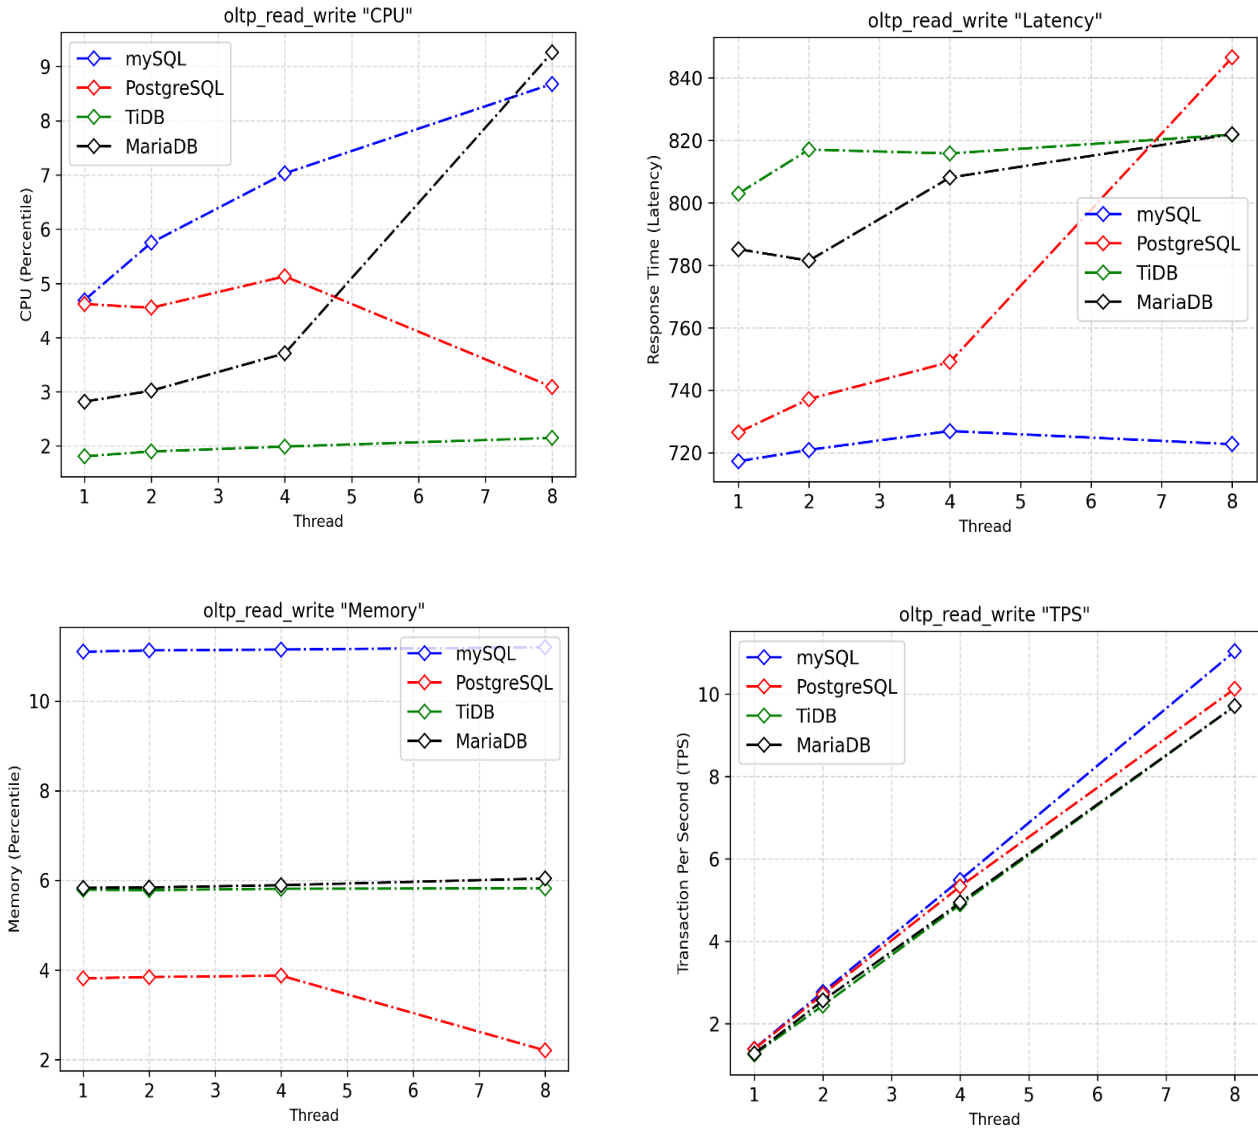 oltp_read_write "CPU"
mySQL
PostgreSQL
TiDB
MariaDB
CPU (Percentile)
9
8
7
6
5
4
3
2
1 2 3 4 5 6 7 8
Thread
oltp_read_write "Latency"
Response Time (Latency)
840
820
800
780
760
740
720
mySQL
PostgreSQL
TiDB
MariaDB
1 2 3 4 5 6 7 8
Thread
oltp_read_write "Memory"
mySQL
PostgreSQL
TiDB
MariaDB
Memory (Percentile)
10
8
6
4
2
1 2 3 4 5 6 7 8
Thread
oltp_read_write "TPS"
mySQL
PostgreSQL
TiDB
MariaDB
Transaction Per Second (TPS)
10
8
6
4
2
1 2 3 4 5 6 7 8
Thread